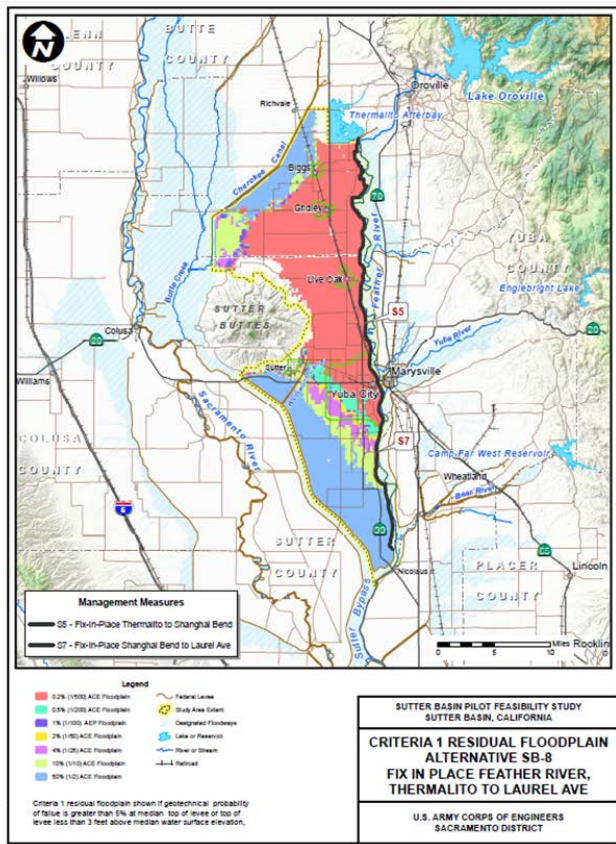 N
GLENN
COUNTY
BUTTE
COUNTY
Willows
Richvale
Oroville
Lake Oroville
Thermalito Afterbay
Cherokee Canal
Biggs
Gridley
70
Feather River
YUBA
COUNTY
Butte Creek
Live Oak
Englebright Lake
S5
SUTTER
BUTTES
Colusa
20
Yuba River
20
Williams
Sutter
Marysville
Yuba City
Sacramento River
COLUSA
COUNTY
S7
Camp Far West Reservoir
Wheatland
Bear River
SUTTER
COUNTY
Nicolaus
PLACER
COUNTY
Lincoln
Sutter Bypass
Rocklin
Management Measures
S5 - Fix-In-Place Thermalito to Shanghai Bend
S7 - Fix-In-Place Shanghai Bend to Laurel Ave
Miles
0 5 10
Legend
0.2% (1/500) ACE Floodplain
0.5% (1/200) ACE Floodplain
1% (1/100) AEP Floodplain
2% (1/50) ACE Floodplain
4% (1/25) ACE Floodplain
10% (1/10) ACE Floodplain
50% (1/2) ACE Floodplain
Federal Levee
Study Area Extent
Designated Floodways
Lake or Reservoir
River or Stream
Railroad
Criteria 1 residual floodplain shown if geotechnical probability
of failue is greater than 5% at median top of levee or top of
levee less than 3 feet above median water surface elevation,
SUTTER BASIN PILOT FEASIBILITY STUDY
SUTTER BASIN, CALIFORNIA
CRITERIA 1 RESIDUAL FLOODPLAIN
ALTERNATIVE SB-8
FIX IN PLACE FEATHER RIVER,
THERMALITO TO LAUREL AVE
U.S. ARMY CORPS OF ENGINEERS
SACRAMENTO DISTRICT